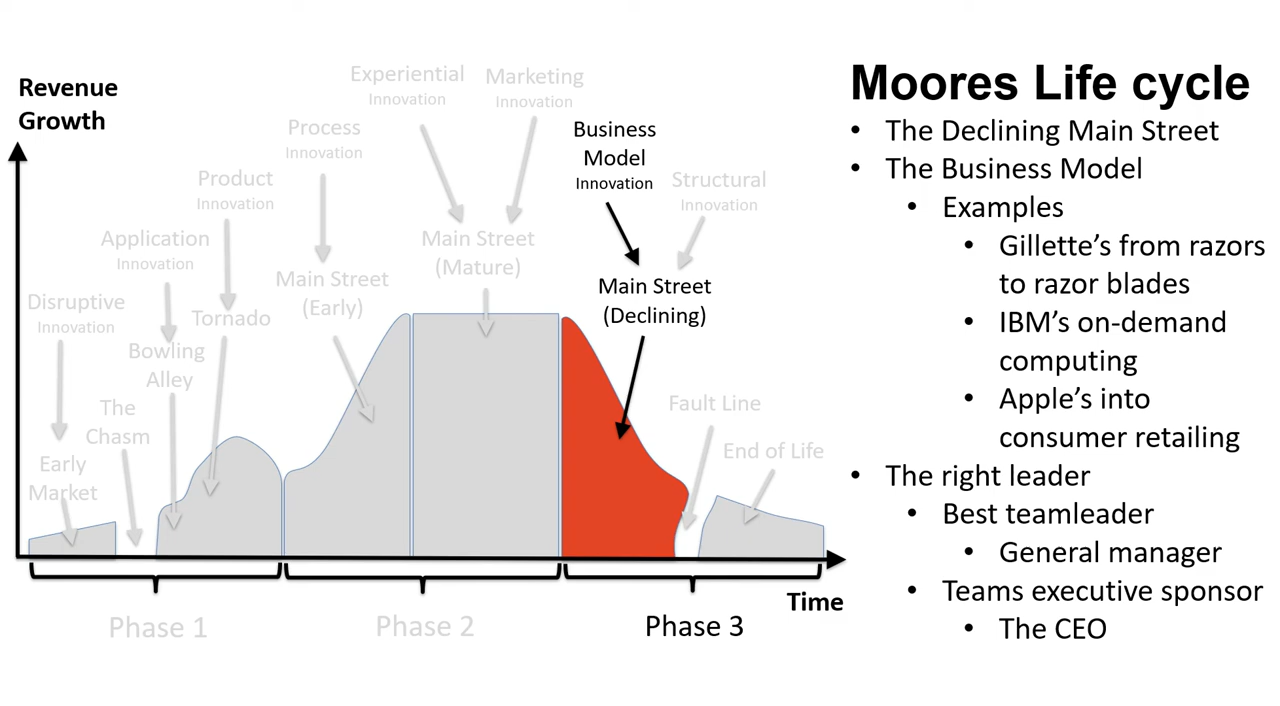 Revenue
Growth
Experiential
Innovation
Marketing
Innovation
Process
Innovation
Business
Model
Innovation
Structural
Innovation
Product
Innovation
Application
Innovation
Disruptive
Innovation
Main Street
(Mature)
Main Street
(Early)
Main Street
(Declining)
Tornado
Bowling
Alley
The
Chasm
Early
Market
Fault Line
End of Life
Time
Phase 1
Phase 2
Phase 3
Moores Life cycle
• The Declining Main Street
• The Business Model
• Examples
• Gillette’s from razors
to razor blades
• IBM’s on-demand
computing
• Apple’s into
consumer retailing
• The right leader
• Best teamleader
• General manager
• Teams executive sponsor
• The CEO